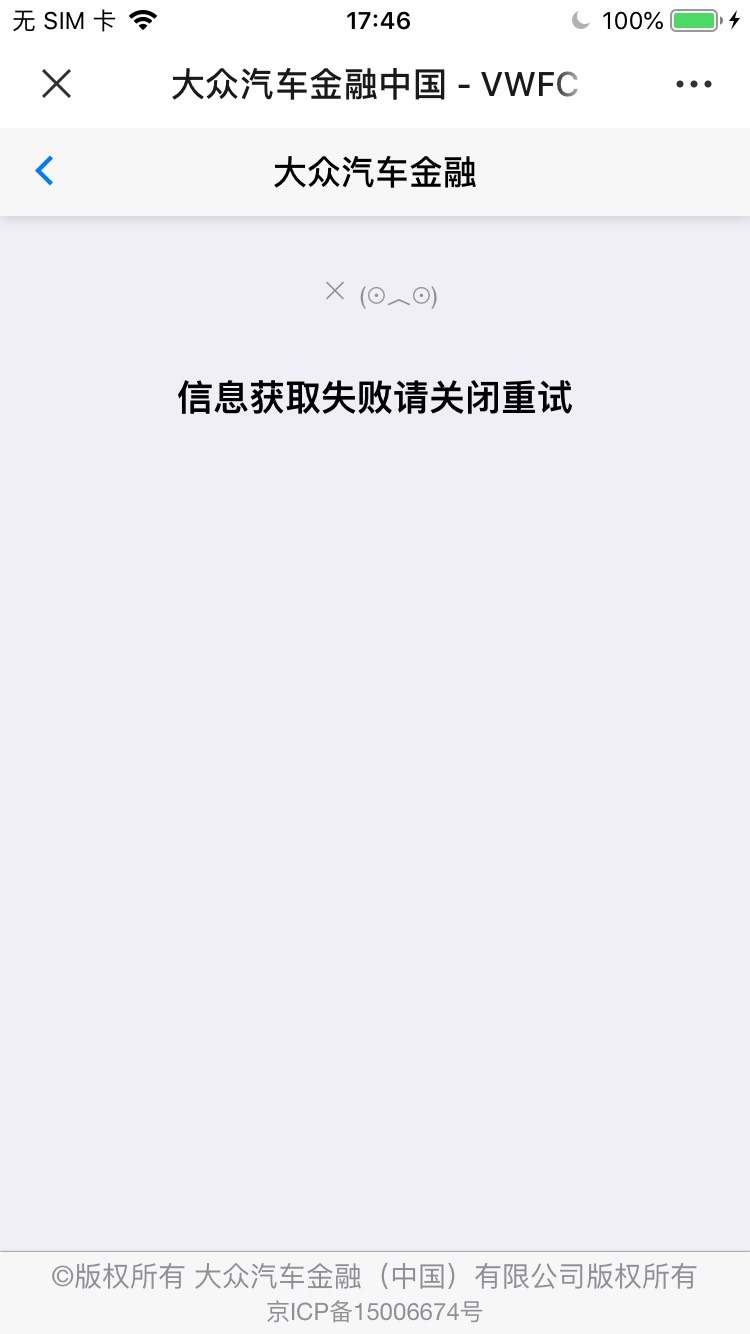 无 SIM 卡 17:46 100%
大众汽车金融中国 - VWFC
大众汽车金融
(⊙︿⊙)
信息获取失败请关闭重试
©版权所有 大众汽车金融（中国）有限公司版权所有
京ICP备15006674号